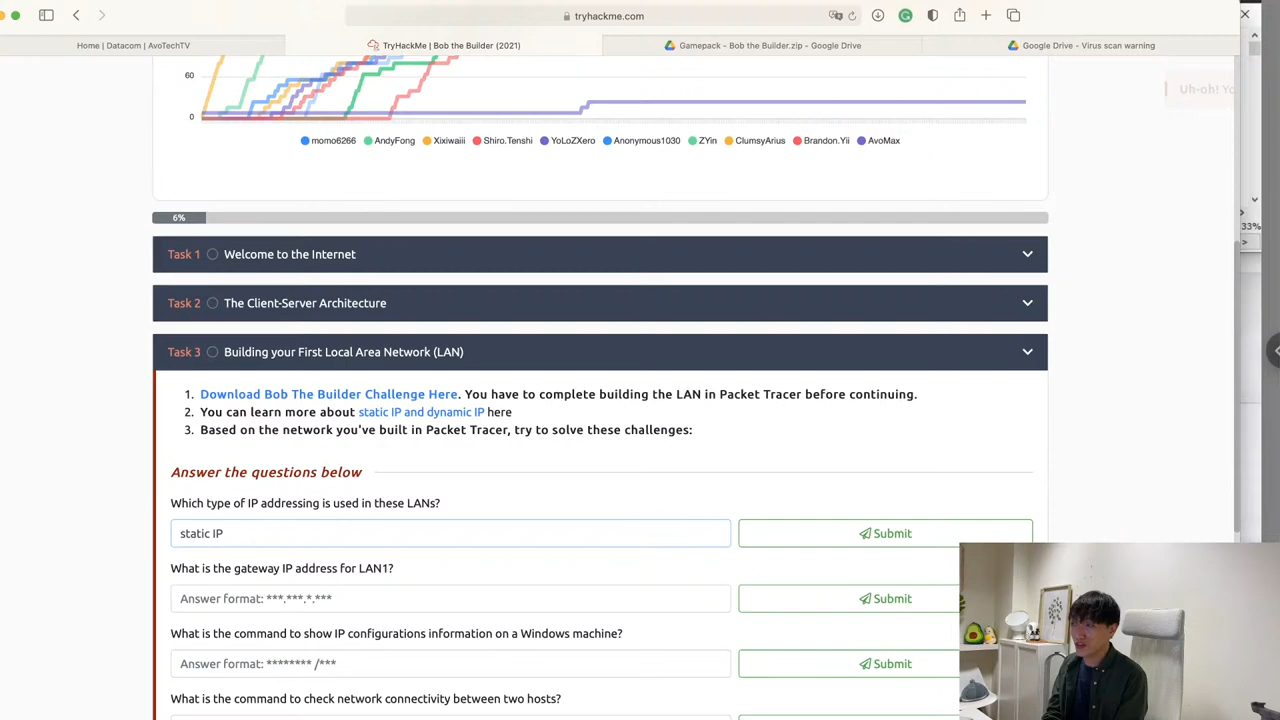 tryhackme.com
Home | Datacom | AvoTechTV
TryHackMe | Bob the Builder (2021)
Gamepack - Bob the Builder.zip - Google Drive
Google Drive - Virus scan warning
60
0
Uh-oh!
momo6266 AndyFong Xixiwaiii Shiro.Tenshi YoLoZXero Anonymous1030 ZYin ClumsyArius Brandon.Yii AvoMax
6%
33%
Task 1 Welcome to the Internet
Task 2 The Client-Server Architecture
Task 3 Building your First Local Area Network (LAN)
1. Download Bob The Builder Challenge Here. You have to complete building the LAN in Packet Tracer before continuing.
2. You can learn more about static IP and dynamic IP here
3. Based on the network you've built in Packet Tracer, try to solve these challenges:
Answer the questions below
Which type of IP addressing is used in these LANs?
static IP
Submit
What is the gateway IP address for LAN1?
Answer format: ***.***.*.***
Submit
What is the command to show IP configurations information on a Windows machine?
Answer format: ******** /***
Submit
What is the command to check network connectivity between two hosts?